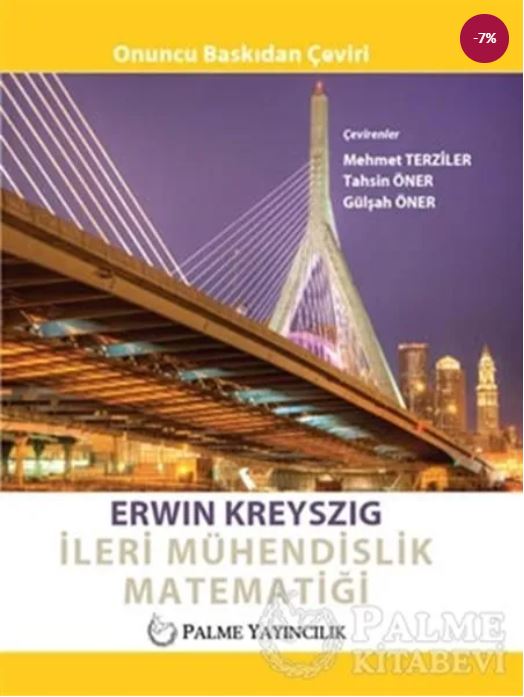 -7%
Onuncu Baskıdan Çeviri
Çevirenler
Mehmet TERZİLER
Tahsin ÖNER
Gülşah ÖNER
ERWIN KREYSZIG
İLERİ MÜHENDİSLİK
MATEMATİĞİ
PALME YAYINCILIK
PALME
KİTABEVİ